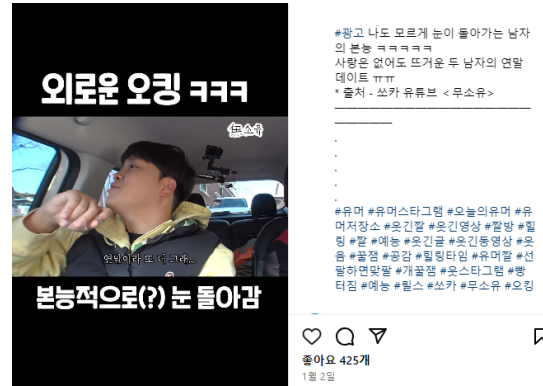 외로운 오킹 ㅋㅋㅋ
無소유
연말이라 또 더 그래...
본능적으로(?) 눈 돌아감
#광고 나도 모르게 눈이 돌아가는 남자
의 본능 ㅋㅋㅋㅋㅋ
사랑은 없어도 뜨거운 두 남자의 연말
데이트 ㅠㅠ
* 출처 - 쏘카 유튜브 < 무소유>
ㅡㅡㅡㅡㅡㅡㅡㅡㅡㅡㅡㅡㅡㅡㅡㅡ
ㅡㅡㅡㅡㅡ
.
.
.
.
.
#유머 #유머스타그램 #오늘의유머 #유
머저장소 #웃긴짤 #웃긴영상 #짤방 #힐
링 #짤 #예능 #웃긴글 #웃긴동영상 #웃
음 #꿀잼 #공감 #힐링타임 #유머짤 #선
팔하면맞팔 #개꿀잼 #웃스타그램 #빵
터짐 #예능 #릴스 #쏘카 #무소유 #오킹
좋아요 425개
1월 2일